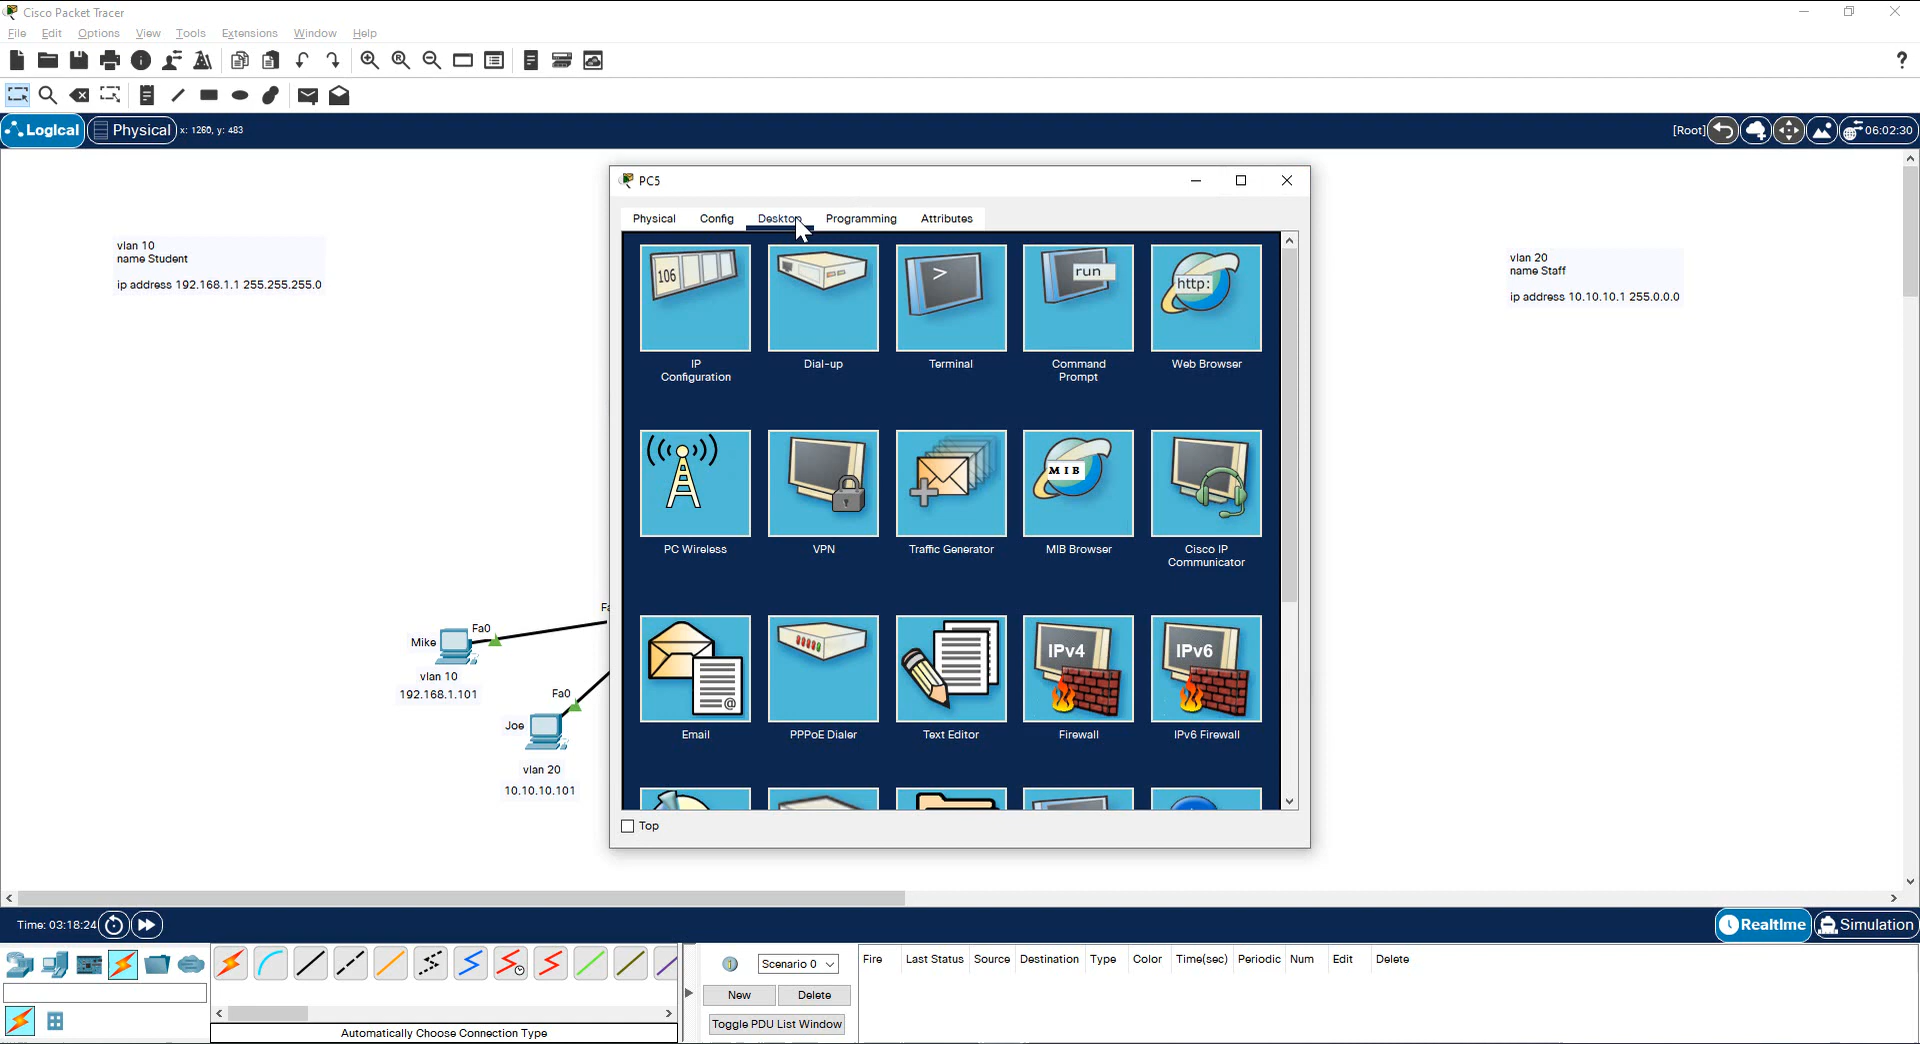 Cisco Packet Tracer
File Edit Options View Tools Extensions Window Help
?
Logical Physical x: 1260, y: 483 [Root] 06:02:30
PC5
Physical Config Desktop Programming Attributes
vlan 10
name Student
ip address 192.168.1.1 255.255.255.0
vlan 20
name Staff
ip address 10.10.10.1 255.0.0.0
106
>
run
http:
IP
Configuration
Dial-up
Terminal
Command
Prompt
Web Browser
MIB
PC Wireless
VPN
Traffic Generator
MIB Browser
Cisco IP
Communicator
@
IPv4
IPv6
Email
PPPoE Dialer
Text Editor
Firewall
IPv6 Firewall
Top
Mike
Fa0
vlan 10
192.168.1.101
Fa0
Joe
vlan 20
10.10.10.101
Time: 03:18:24
Realtime Simulation
Scenario 0
New Delete
Toggle PDU List Window
Fire Last Status Source Destination Type Color Time(sec) Periodic Num Edit Delete
Automatically Choose Connection Type